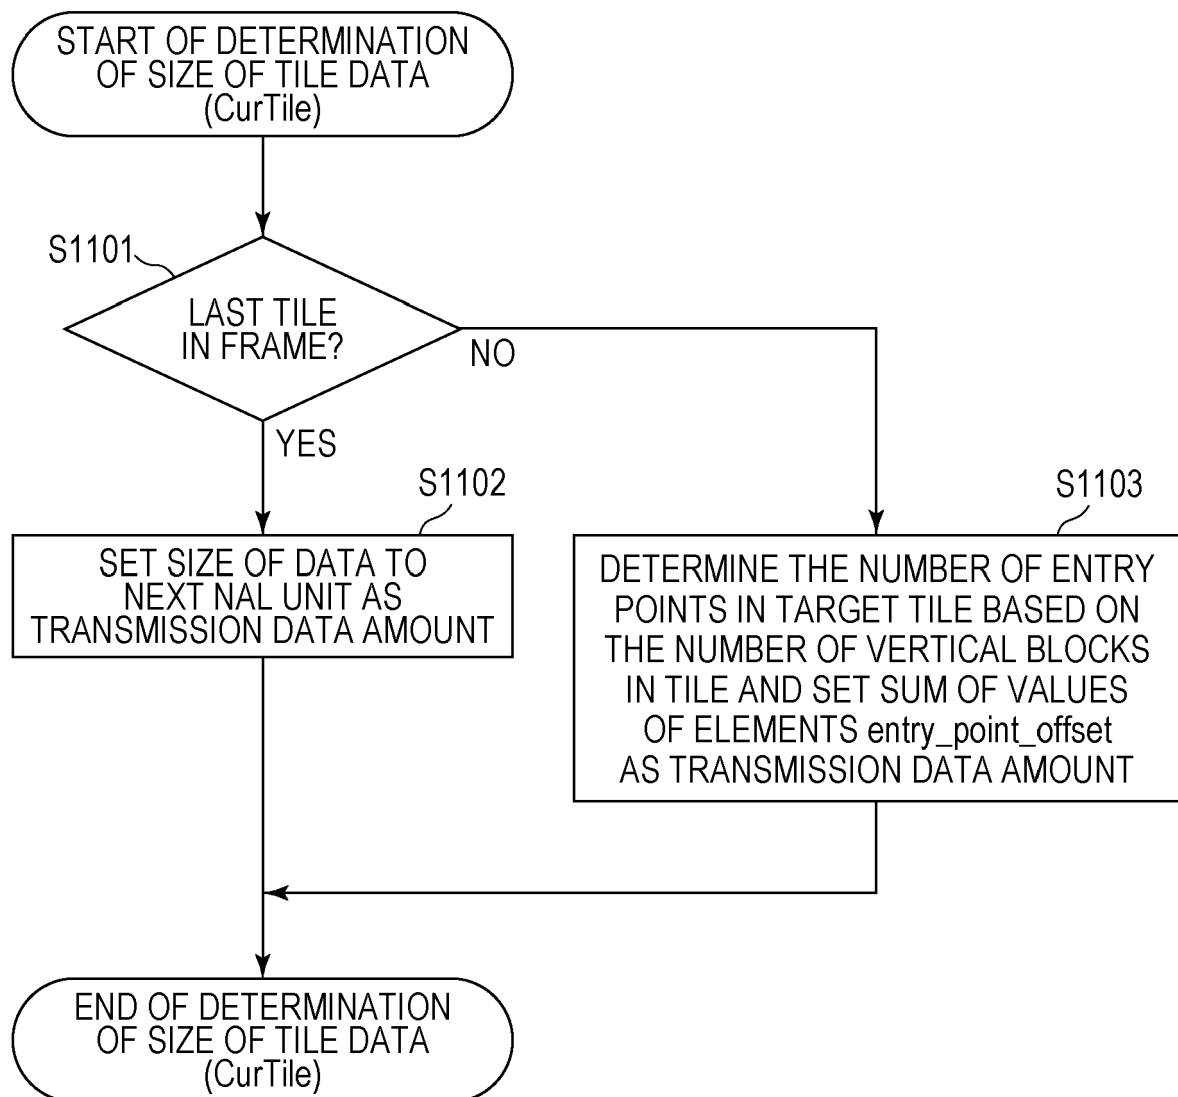 START OF DETERMINATION
OF SIZE OF TILE DATA
(CurTile)
S1101
LAST TILE
IN FRAME?
NO
YES
S1102
SET SIZE OF DATA TO
NEXT NAL UNIT AS
TRANSMISSION DATA AMOUNT
S1103
DETERMINE THE NUMBER OF ENTRY
POINTS IN TARGET TILE BASED ON
THE NUMBER OF VERTICAL BLOCKS
IN TILE AND SET SUM OF VALUES
OF ELEMENTS entry_point_offset
AS TRANSMISSION DATA AMOUNT
END OF DETERMINATION
OF SIZE OF TILE DATA
(CurTile)